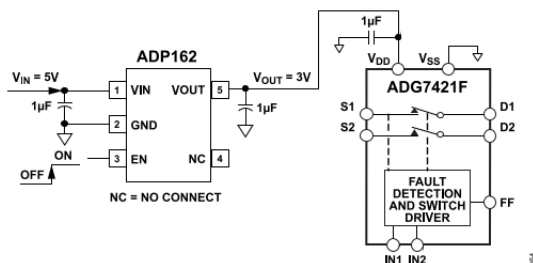 1µF
ADP162
VDD
VSS
VIN = 5V
1 VIN VOUT 5
VOUT = 3V
ADG7421F
1µF
1µF
2 GND
S1 D1
S2 D2
ON
OFF
3 EN NC 4
NC = NO CONNECT
FAULT
DETECTION
AND SWITCH
DRIVER
FF
IN1 IN2